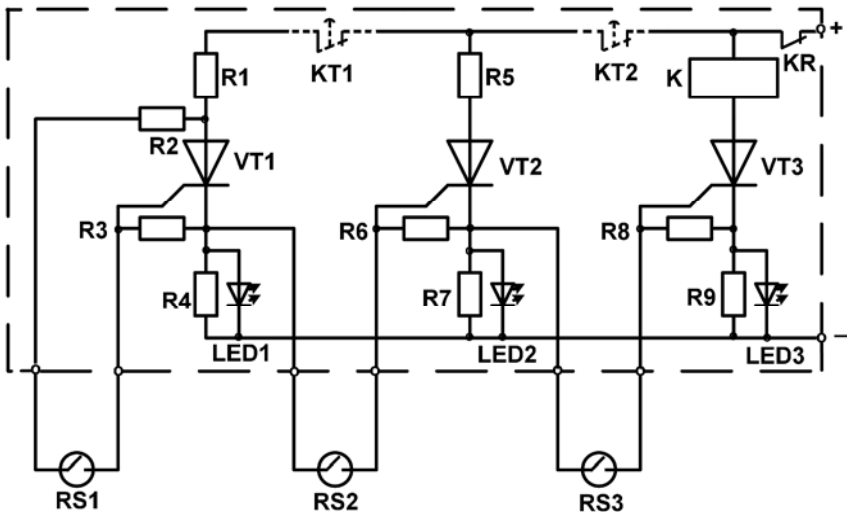 +
KT1
KT2
KR
R1
R5
K
R2
VT1
VT2
VT3
R3
R6
R8
R4
R7
R9
LED1
LED2
LED3
–
RS1
RS2
RS3